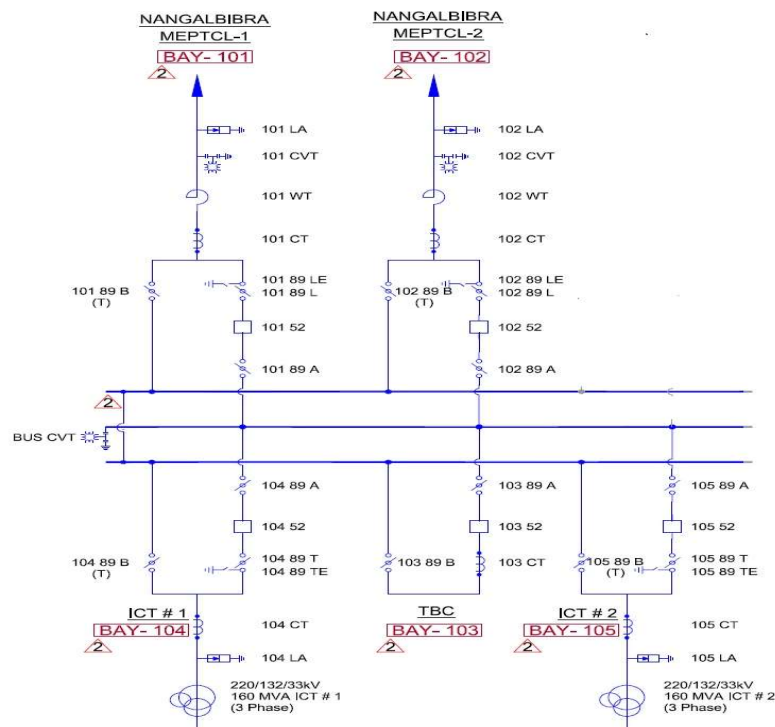 NANGALBIBRA
MEPTCL-1
BAY- 101
2
NANGALBIBRA
MEPTCL-2
BAY- 102
2
101 LA
102 LA
101 CVT
102 CVT
101 WT
102 WT
101 CT
102 CT
101 89 B
(T)
101 89 LE
101 89 L
102 89 B
(T)
102 89 LE
102 89 L
101 52
102 52
101 89 A
102 89 A
2
BUS CVT
104 89 A
103 89 A
105 89 A
104 52
103 52
105 52
104 89 B
(T)
104 89 T
104 89 TE
103 89 B
103 CT
105 89 B
(T)
105 89 T
105 89 TE
ICT # 1
BAY- 104
2
104 CT
TBC
BAY- 103
2
ICT # 2
BAY- 105
2
105 CT
104 LA
105 LA
220/132/33kV
160 MVA ICT # 1
(3 Phase)
220/132/33kV
160 MVA ICT # 2
(3 Phase)